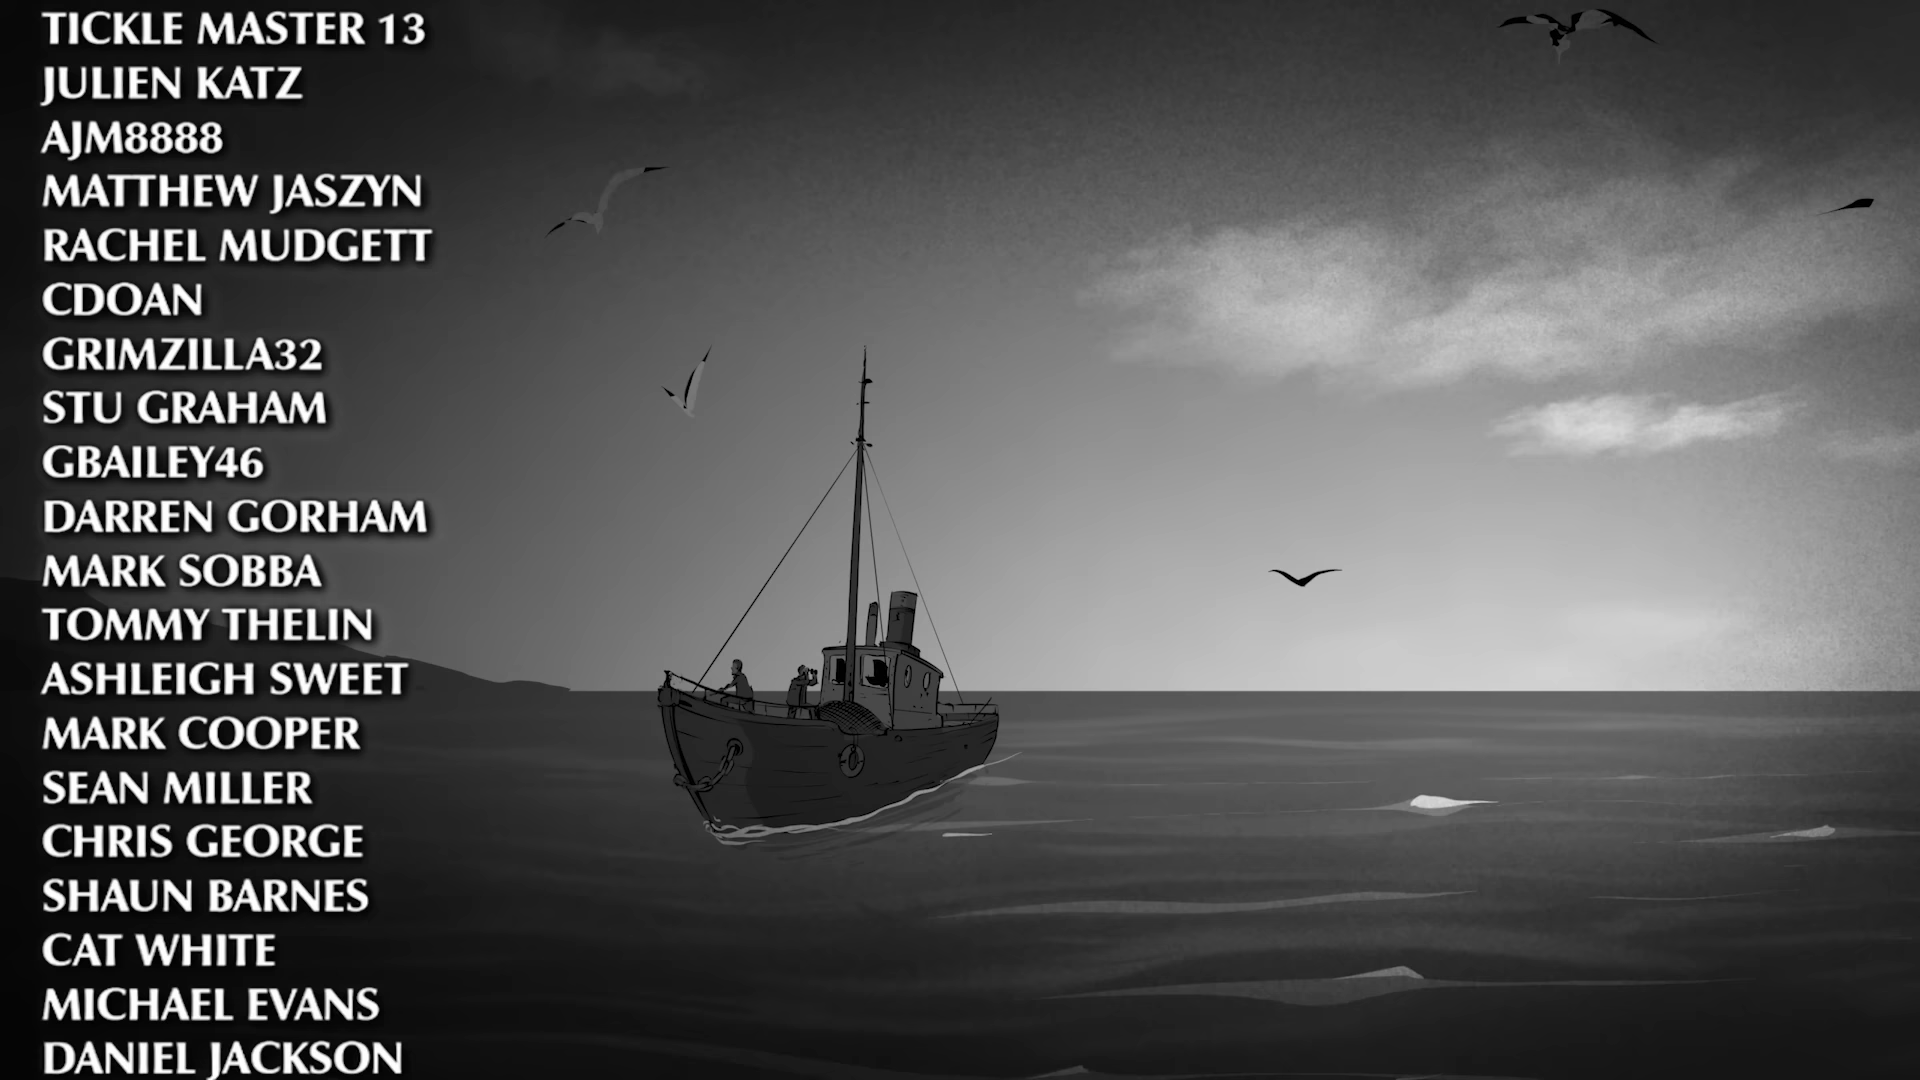 TICKLE MASTER 13
JULIEN KATZ
AJM8888
MATTHEW JASZYN
RACHEL MUDGETT
CDOAN
GRIMZILLA32
STU GRAHAM
GBAILEY46
DARREN GORHAM
MARK SOBBA
TOMMY THELIN
ASHLEIGH SWEET
MARK COOPER
SEAN MILLER
CHRIS GEORGE
SHAUN BARNES
CAT WHITE
MICHAEL EVANS
DANIEL JACKSON